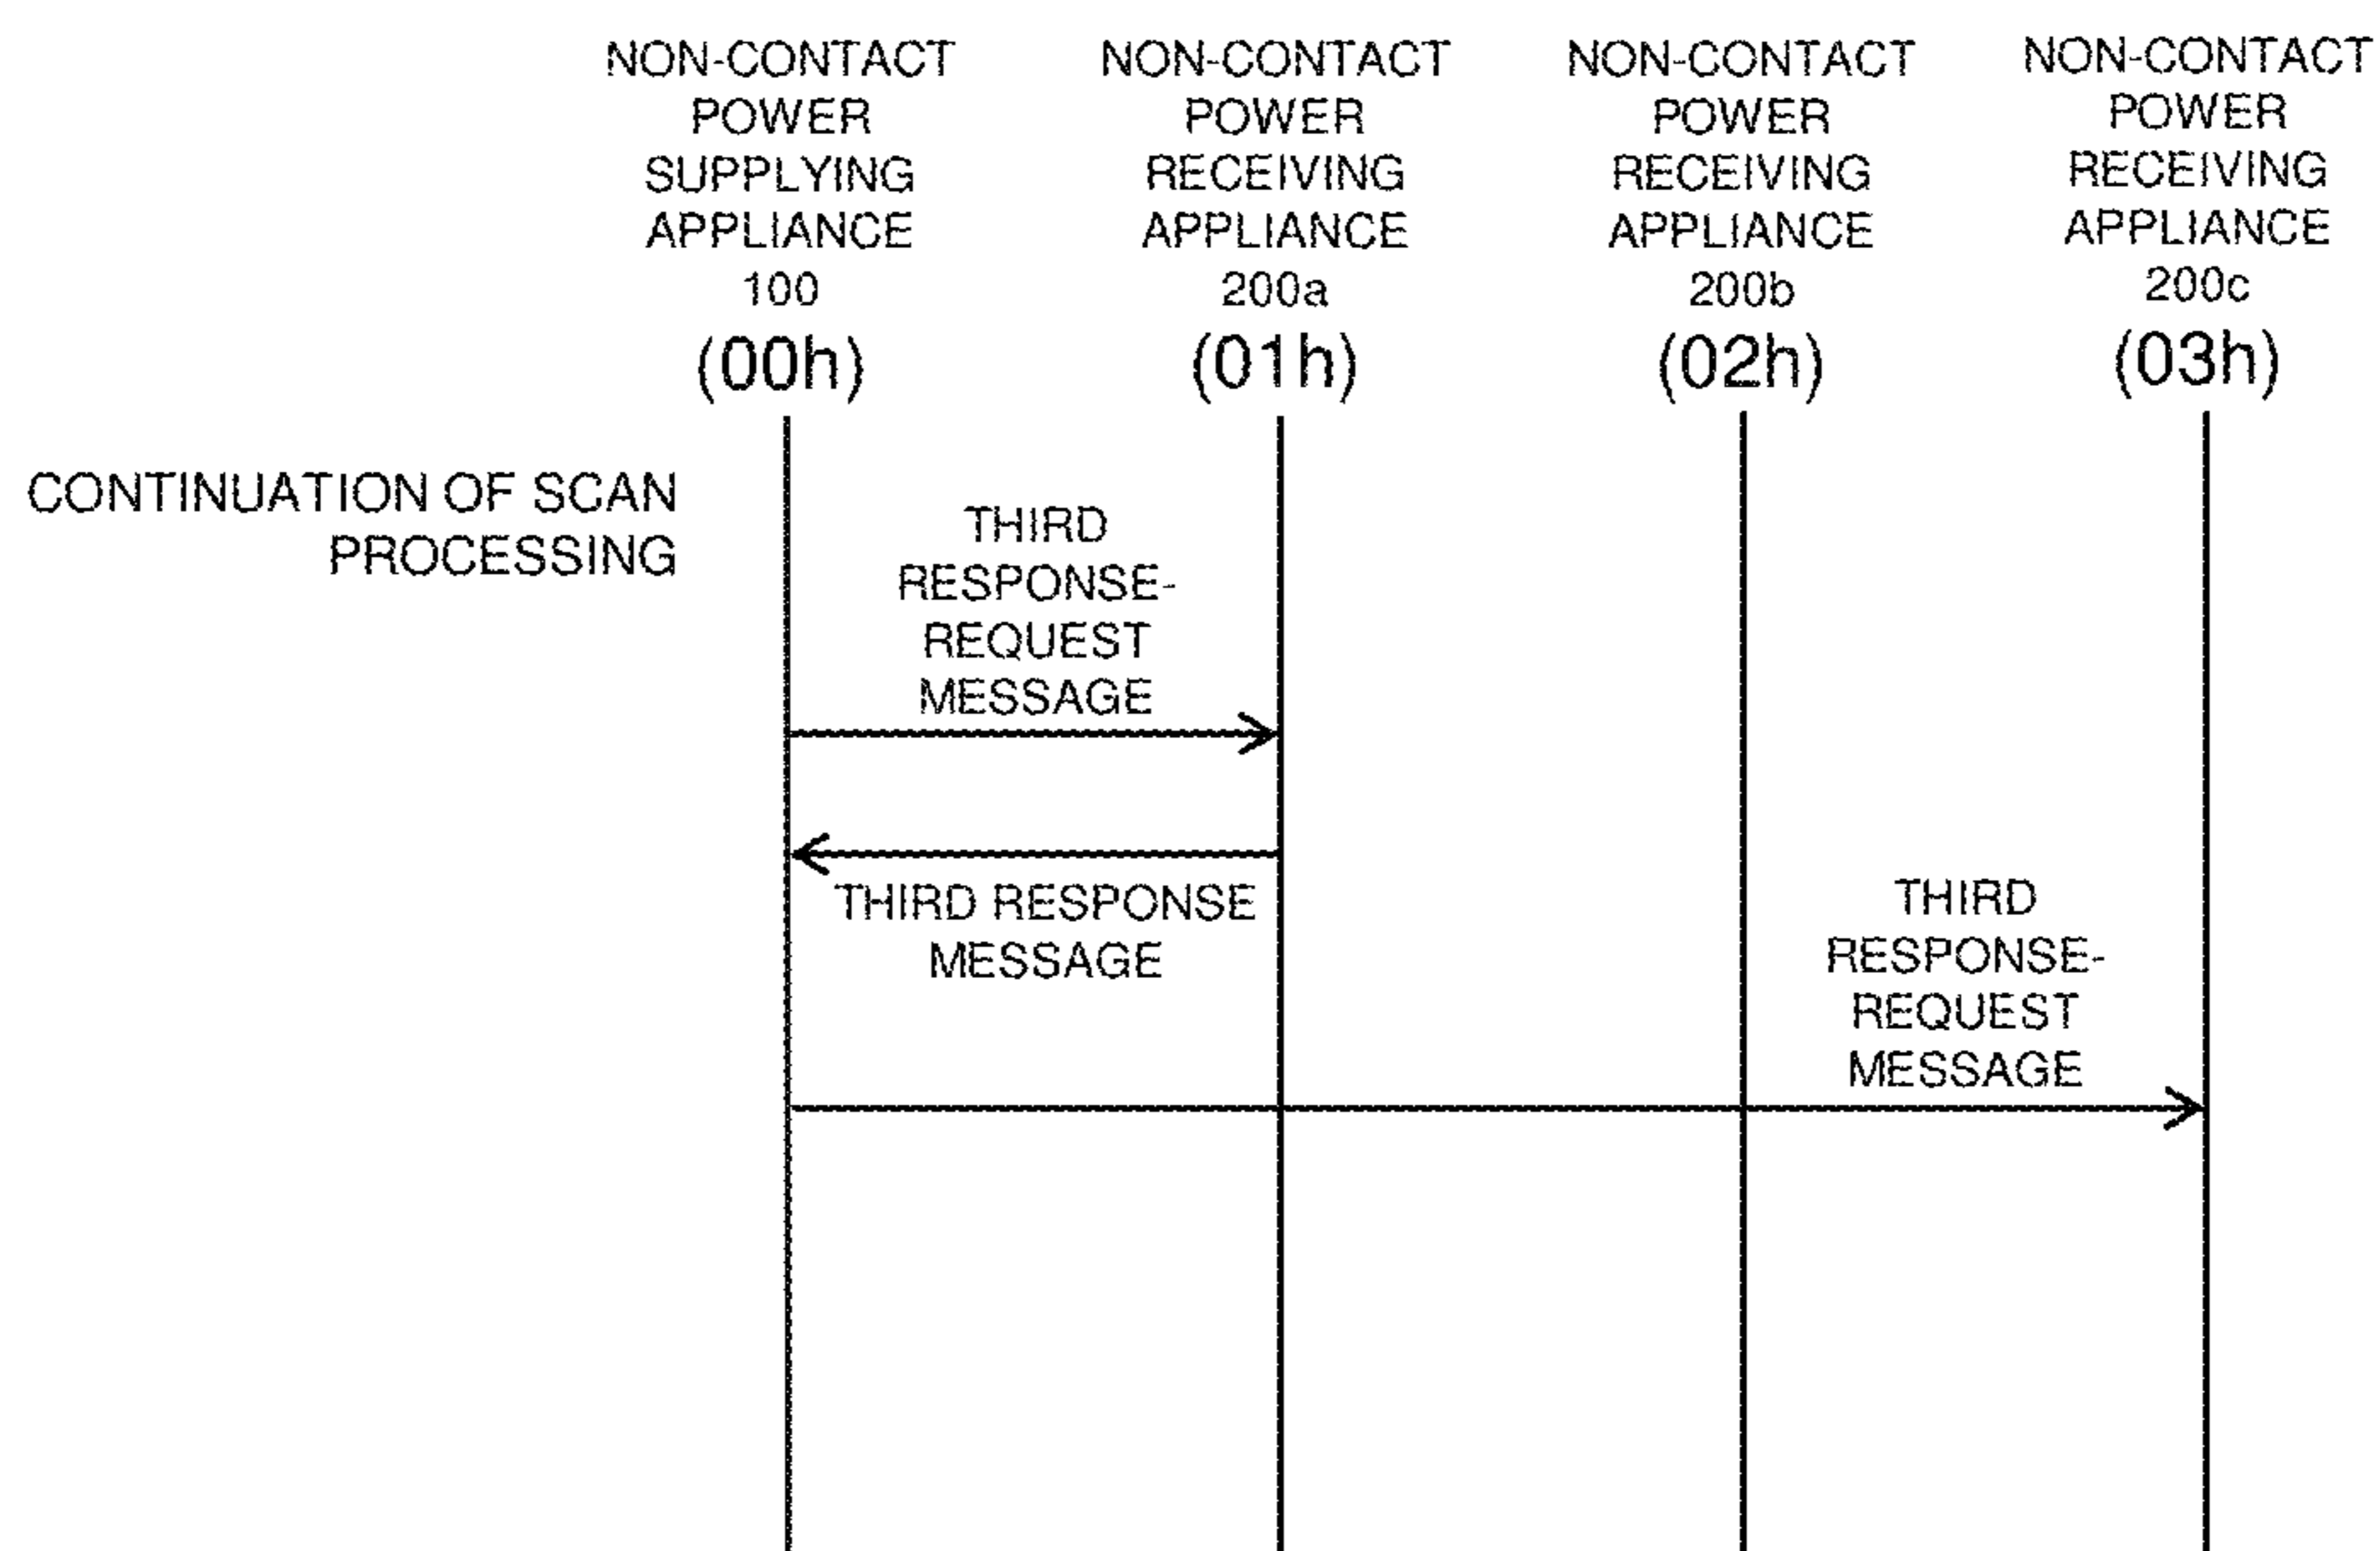 NON-CONTACT
POWER
SUPPLYING
APPLIANCE
100
(00h)
NON-CONTACT
POWER
RECEIVING
APPLIANCE
200a
(01h)
NON-CONTACT
POWER
RECEIVING
APPLIANCE
200b
(02h)
NON-CONTACT
POWER
RECEIVING
APPLIANCE
200c
(03h)
CONTINUATION OF SCAN
PROCESSING
THIRD
RESPONSE-
REQUEST
MESSAGE
THIRD RESPONSE
MESSAGE
THIRD
RESPONSE-
REQUEST
MESSAGE